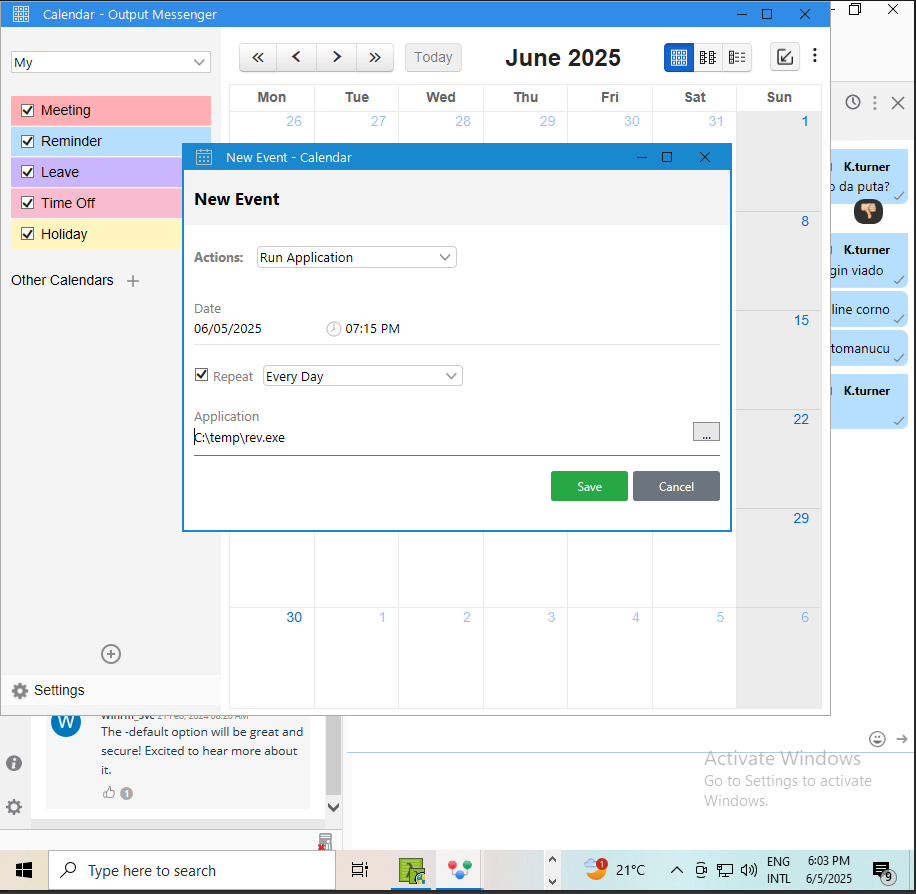 Calendar - Output Messenger
My
Today
June 2025
Meeting
Reminder
Leave
Time Off
Holiday
Other Calendars
Settings
Mon Tue Wed Thu Fri Sat Sun
26 27 28 29 30 31 1
8
15
22
29
30 1 2 3 4 5 6
New Event - Calendar
New Event
Actions: Run Application
Date
06/05/2025 07:15 PM
Repeat Every Day
Application
C:\temp\rev.exe
...
Save Cancel
K.turner
o da puta?
K.turner
gin viado
line corno
tomanucu
K.turner
W
Winrm_svc 21 Feb, 2024 08:20 AM
The -default option will be great and
secure! Excited to hear more about
it.
1
Activate Windows
Go to Settings to activate
Windows.
Type here to search
1
21°C
ENG
INTL
6:03 PM
6/5/2025
9